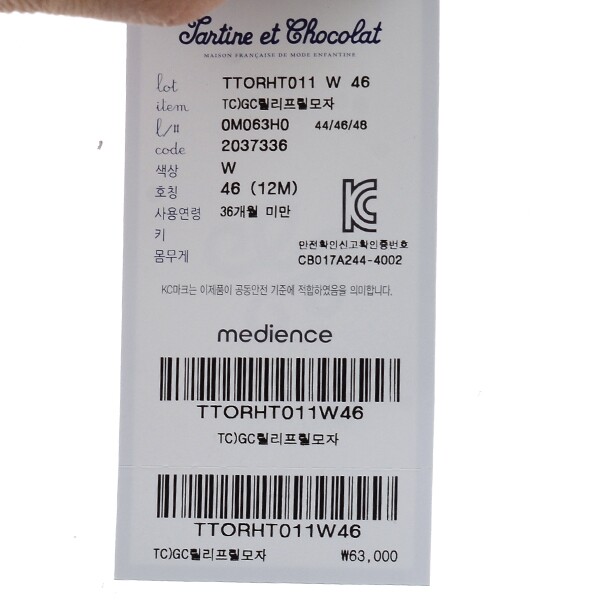 Tartine et Chocolat
MAISON FRANÇAISE DE MODE ENFANTINE
lot TTORHT011 W 46
item TC)GC릴리프릴모자
l/# 0M063H0 44/46/48
code 2037336
색상 W
호칭 46 (12M)
사용연령 36개월 미만
키
몸무게
안전확인신고확인증번호
CB017A244-4002
KC마크는 이제품이 공동안전 기준에 적합하였음을 의미합니다.
medience
TTORHT011W46
TC)GC릴리프릴모자
TTORHT011W46
TC)GC릴리프릴모자 ₩63,000